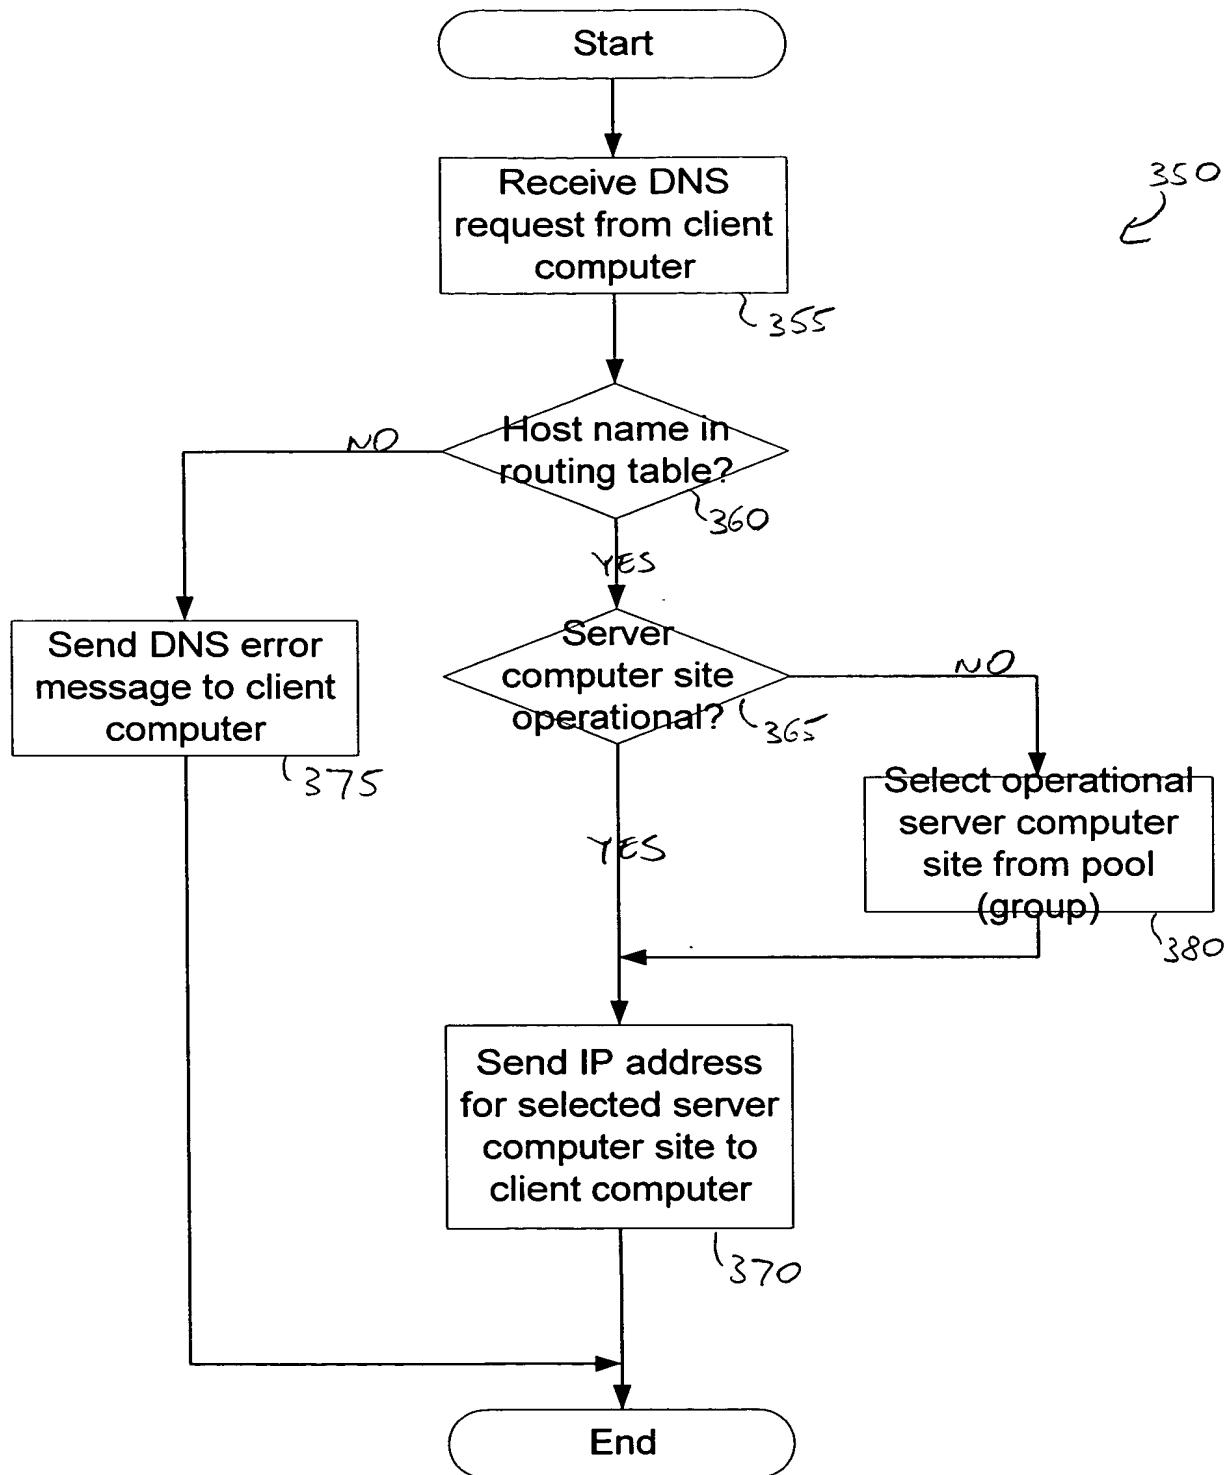 Start
350
Receive DNS
request from client
computer
355
Host name in
routing table?
NO
360
YES
Send DNS error
message to client
computer
375
Server
computer site
operational?
NO
365
YES
Select operational
server computer
site from pool
(group)
380
Send IP address
for selected server
computer site to
client computer
370
End